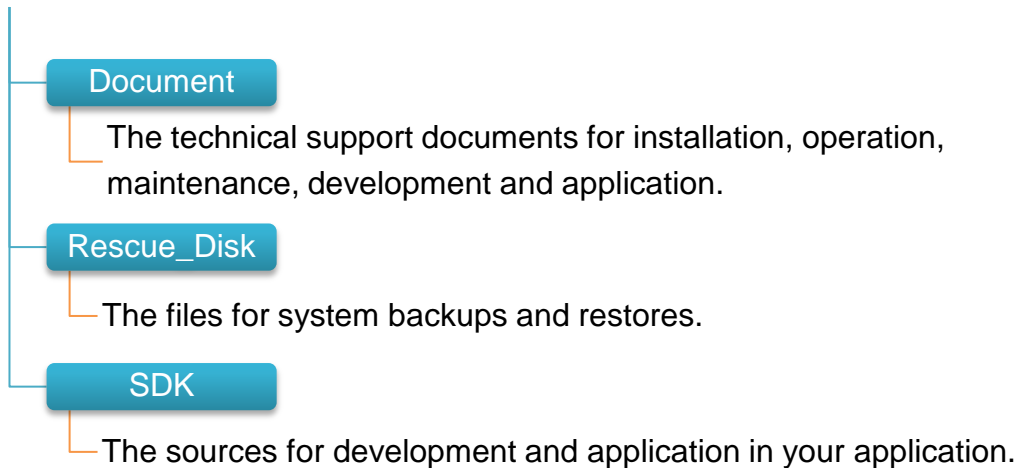 Document
The technical support documents for installation, operation,
maintenance, development and application.
Rescue_Disk
The files for system backups and restores.
SDK
The sources for development and application in your application.